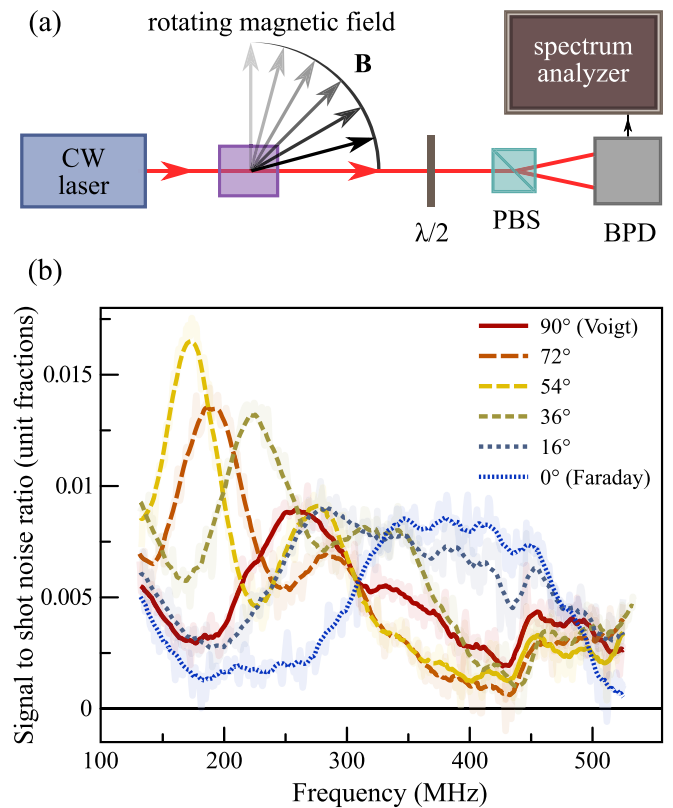 (a)
rotating magnetic field
B
spectrum
analyzer
CW
laser
λ/2
PBS
BPD
(b)
Signal to shot noise ratio (unit fractions)
0.015
0.01
0.005
0
90° (Voigt)
72°
54°
36°
16°
0° (Faraday)
100 200 300 400 500
Frequency (MHz)